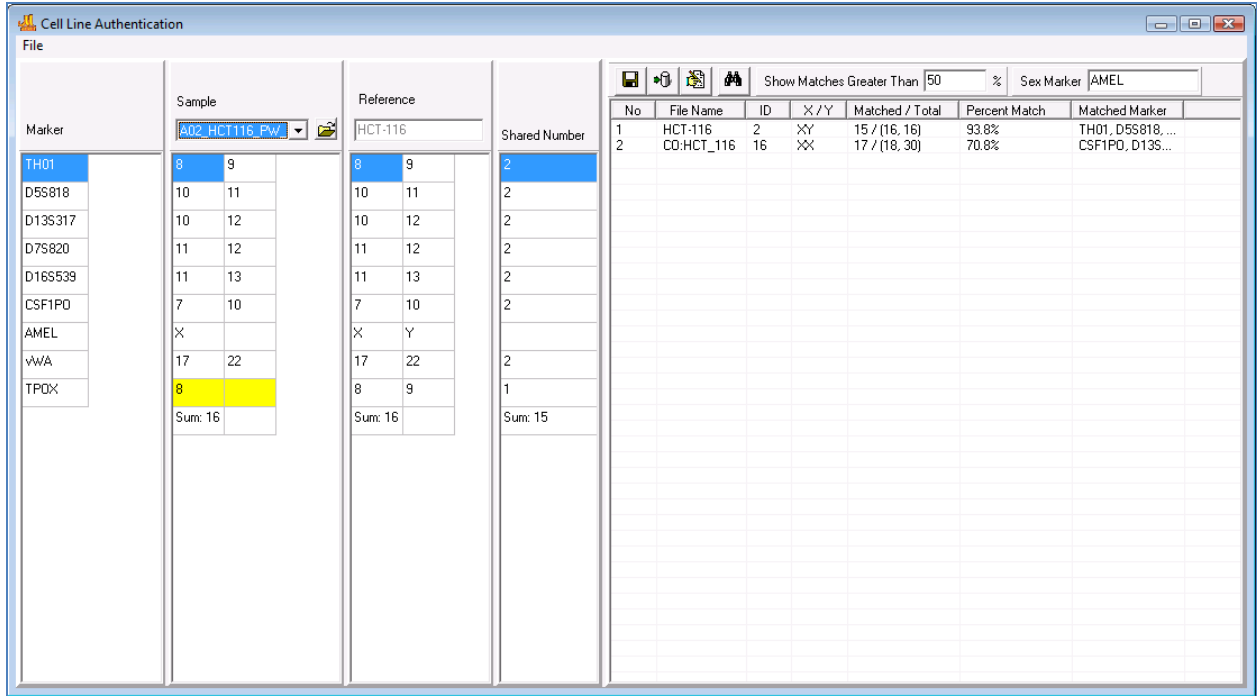 Cell Line Authentication
File
Show Matches Greater Than 50 % Sex Marker AMEL
Marker Sample Reference Shared Number
A02_HCT116_PW HCT-116
TH01 8 9 8 9 2
D5S818 10 11 10 11 2
D13S317 10 12 10 12 2
D7S820 11 12 11 12 2
D16S539 11 13 11 13 2
CSF1PO 7 10 7 10 2
AMEL X X Y
vWA 17 22 17 22 2
TPOX 8 8 9 1
Sum: 16 Sum: 16 Sum: 15
No File Name ID X / Y Matched / Total Percent Match Matched Marker
1 HCT-116 2 XY 15 / (16, 16) 93.8% TH01, D5S818, ...
2 CO:HCT_116 16 XX 17 / (18, 30) 70.8% CSF1PO, D13S...